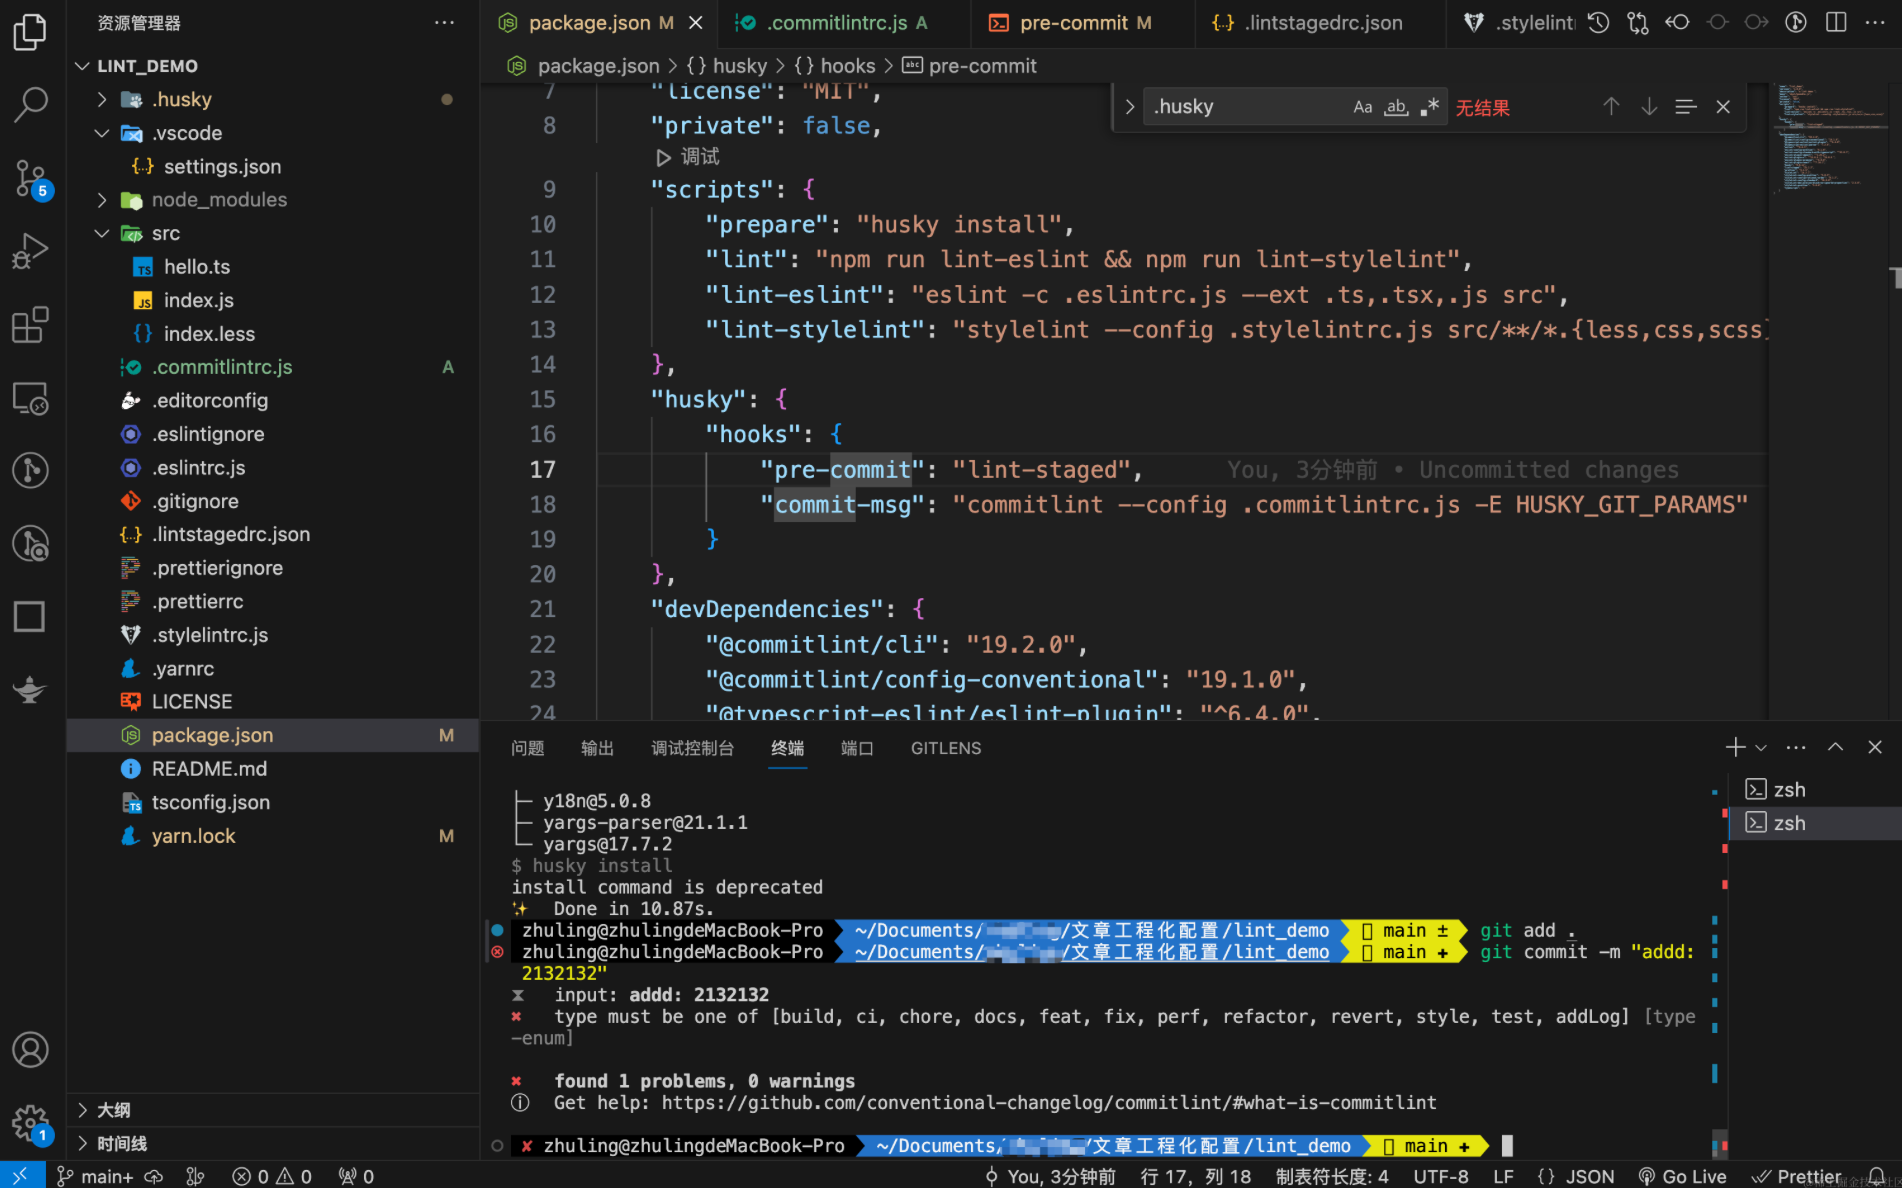 资源管理器
LINT_DEMO
.husky
.vscode
settings.json
node_modules
src
hello.ts
index.js
index.less
.commitlintrc.js A
.editorconfig
.eslintignore
.eslintrc.js
.gitignore
.lintstagedrc.json
.prettierignore
.prettierrc
.stylelintrc.js
.yarnrc
LICENSE
package.json M
README.md
tsconfig.json
yarn.lock M
大纲
时间线
5
1
package.json M
.commitlintrc.js A
pre-commit M
.lintstagedrc.json
.stylelint
package.json > {} husky > {} hooks > pre-commit
.husky Aa ab 无结果
7 "license": "MIT",
8 "private": false,
调试
9 "scripts": {
10 "prepare": "husky install",
11 "lint": "npm run lint-eslint && npm run lint-stylelint",
12 "lint-eslint": "eslint -c .eslintrc.js --ext .ts,.tsx,.js src",
13 "lint-stylelint": "stylelint --config .stylelintrc.js src/**/*.{less,css,scss}
14 },
15 "husky": {
16 "hooks": {
17 "pre-commit": "lint-staged", You, 3分钟前 • Uncommitted changes
18 "commit-msg": "commitlint --config .commitlintrc.js -E HUSKY_GIT_PARAMS"
19 }
20 },
21 "devDependencies": {
22 "@commitlint/cli": "19.2.0",
23 "@commitlint/config-conventional": "19.1.0",
24 "@typescript-eslint/eslint-plugin": "^6.4.0",
问题 输出 调试控制台 终端 端口 GITLENS
zsh
zsh
├─ y18n@5.0.8
├─ yargs-parser@21.1.1
└─ yargs@17.7.2
$ husky install
install command is deprecated
✨ Done in 10.87s.
zhuling@zhulingdeMacBook-Pro ~/Documents/ /文章工程化配置/lint_demo main ± git add .
zhuling@zhulingdeMacBook-Pro ~/Documents/ /文章工程化配置/lint_demo main + git commit -m "addd:
2132132"
⧗ input: addd: 2132132
✖ type must be one of [build, ci, chore, docs, feat, fix, perf, refactor, revert, style, test, addLog] [type
-enum]
✖ found 1 problems, 0 warnings
ⓘ Get help: https://github.com/conventional-changelog/commitlint/#what-is-commitlint
✘ zhuling@zhulingdeMacBook-Pro ~/Documents/ /文章工程化配置/lint_demo main +
main+ 0 0 0 You, 3分钟前 行 17，列 18 制表符长度: 4 UTF-8 LF {} JSON Go Live Prettier